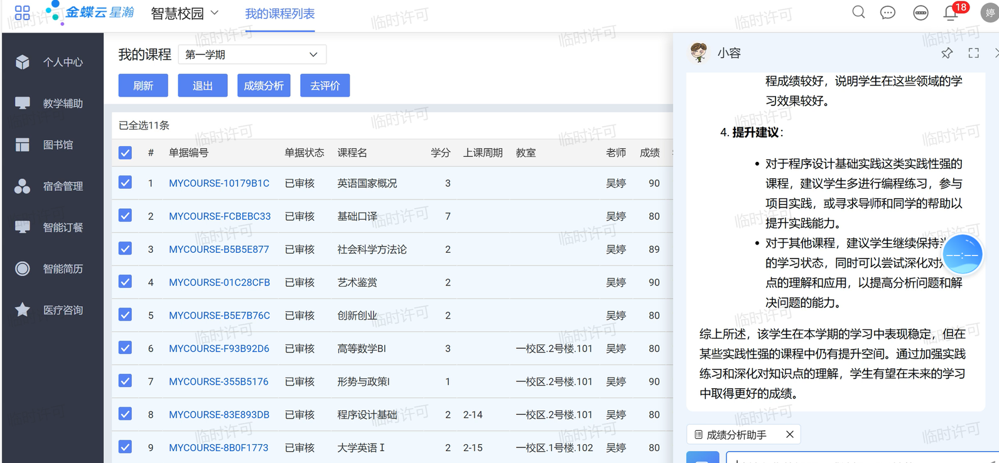 金蝶云 星瀚 智慧校园 我的课程列表 18 婷
个人中心
教学辅助
图书馆
宿舍管理
智能订餐
智能简历
医疗咨询
我的课程 第一学期
刷新 退出 成绩分析 去评价
已全选11条
# 单据编号 单据状态 课程名 学分 上课周期 教室 老师 成绩
1 MYCOURSE-10179B1C 已审核 英语国家概况 3 吴婷 90
2 MYCOURSE-FCBEBC33 已审核 基础口译 7 吴婷 80
3 MYCOURSE-B5B5E877 已审核 社会科学方法论 2 吴婷 89
4 MYCOURSE-01C28CFB 已审核 艺术鉴赏 2 吴婷 90
5 MYCOURSE-B5E7B76C 已审核 创新创业 2 吴婷 80
6 MYCOURSE-F93B92D6 已审核 高等数学BI 3 一校区.2号楼.101 吴婷 80
7 MYCOURSE-355B5176 已审核 形势与政策I 1 一校区.2号楼.101 吴婷 90
8 MYCOURSE-83E893DB 已审核 程序设计基础 2 2-14 一校区.2号楼.101 吴婷 80
9 MYCOURSE-8B0F1773 已审核 大学英语 I 2 2-15 一校区.1号楼.102 吴婷 80
小容
程成绩较好，说明学生在这些领域的学
习效果较好。
4. 提升建议：
• 对于程序设计基础实践这类实践性强的
课程，建议学生多进行编程练习，参与
项目实践，或寻求导师和同学的帮助以
提升实践能力。
• 对于其他课程，建议学生继续保持
的学习状态，同时可以尝试深化对
点的理解和应用，以提高分析问题和解
决问题的能力。
--:--
综上所述，该学生在本学期的学习中表现稳定，但在
某些实践性强的课程中仍有提升空间。通过加强实践
练习和深化对知识点的理解，学生有望在未来的学习
中取得更好的成绩。
成绩分析助手
临时许可